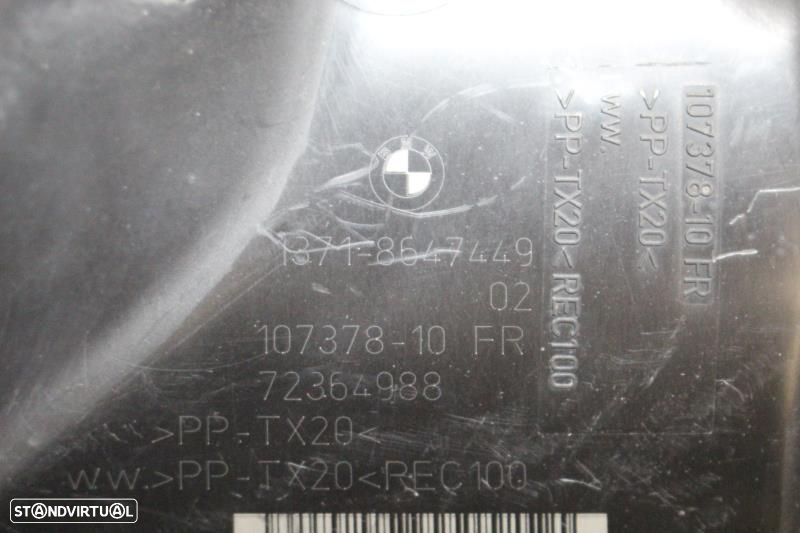 1371-8647449
02
107378-10 FR
72364988
>PP-TX20<
WW.>PP-TX20<REC100
107378-10 FR
>PP-TX20<
WW.
>PP-TX20<REC100
STANDVIRTUAL